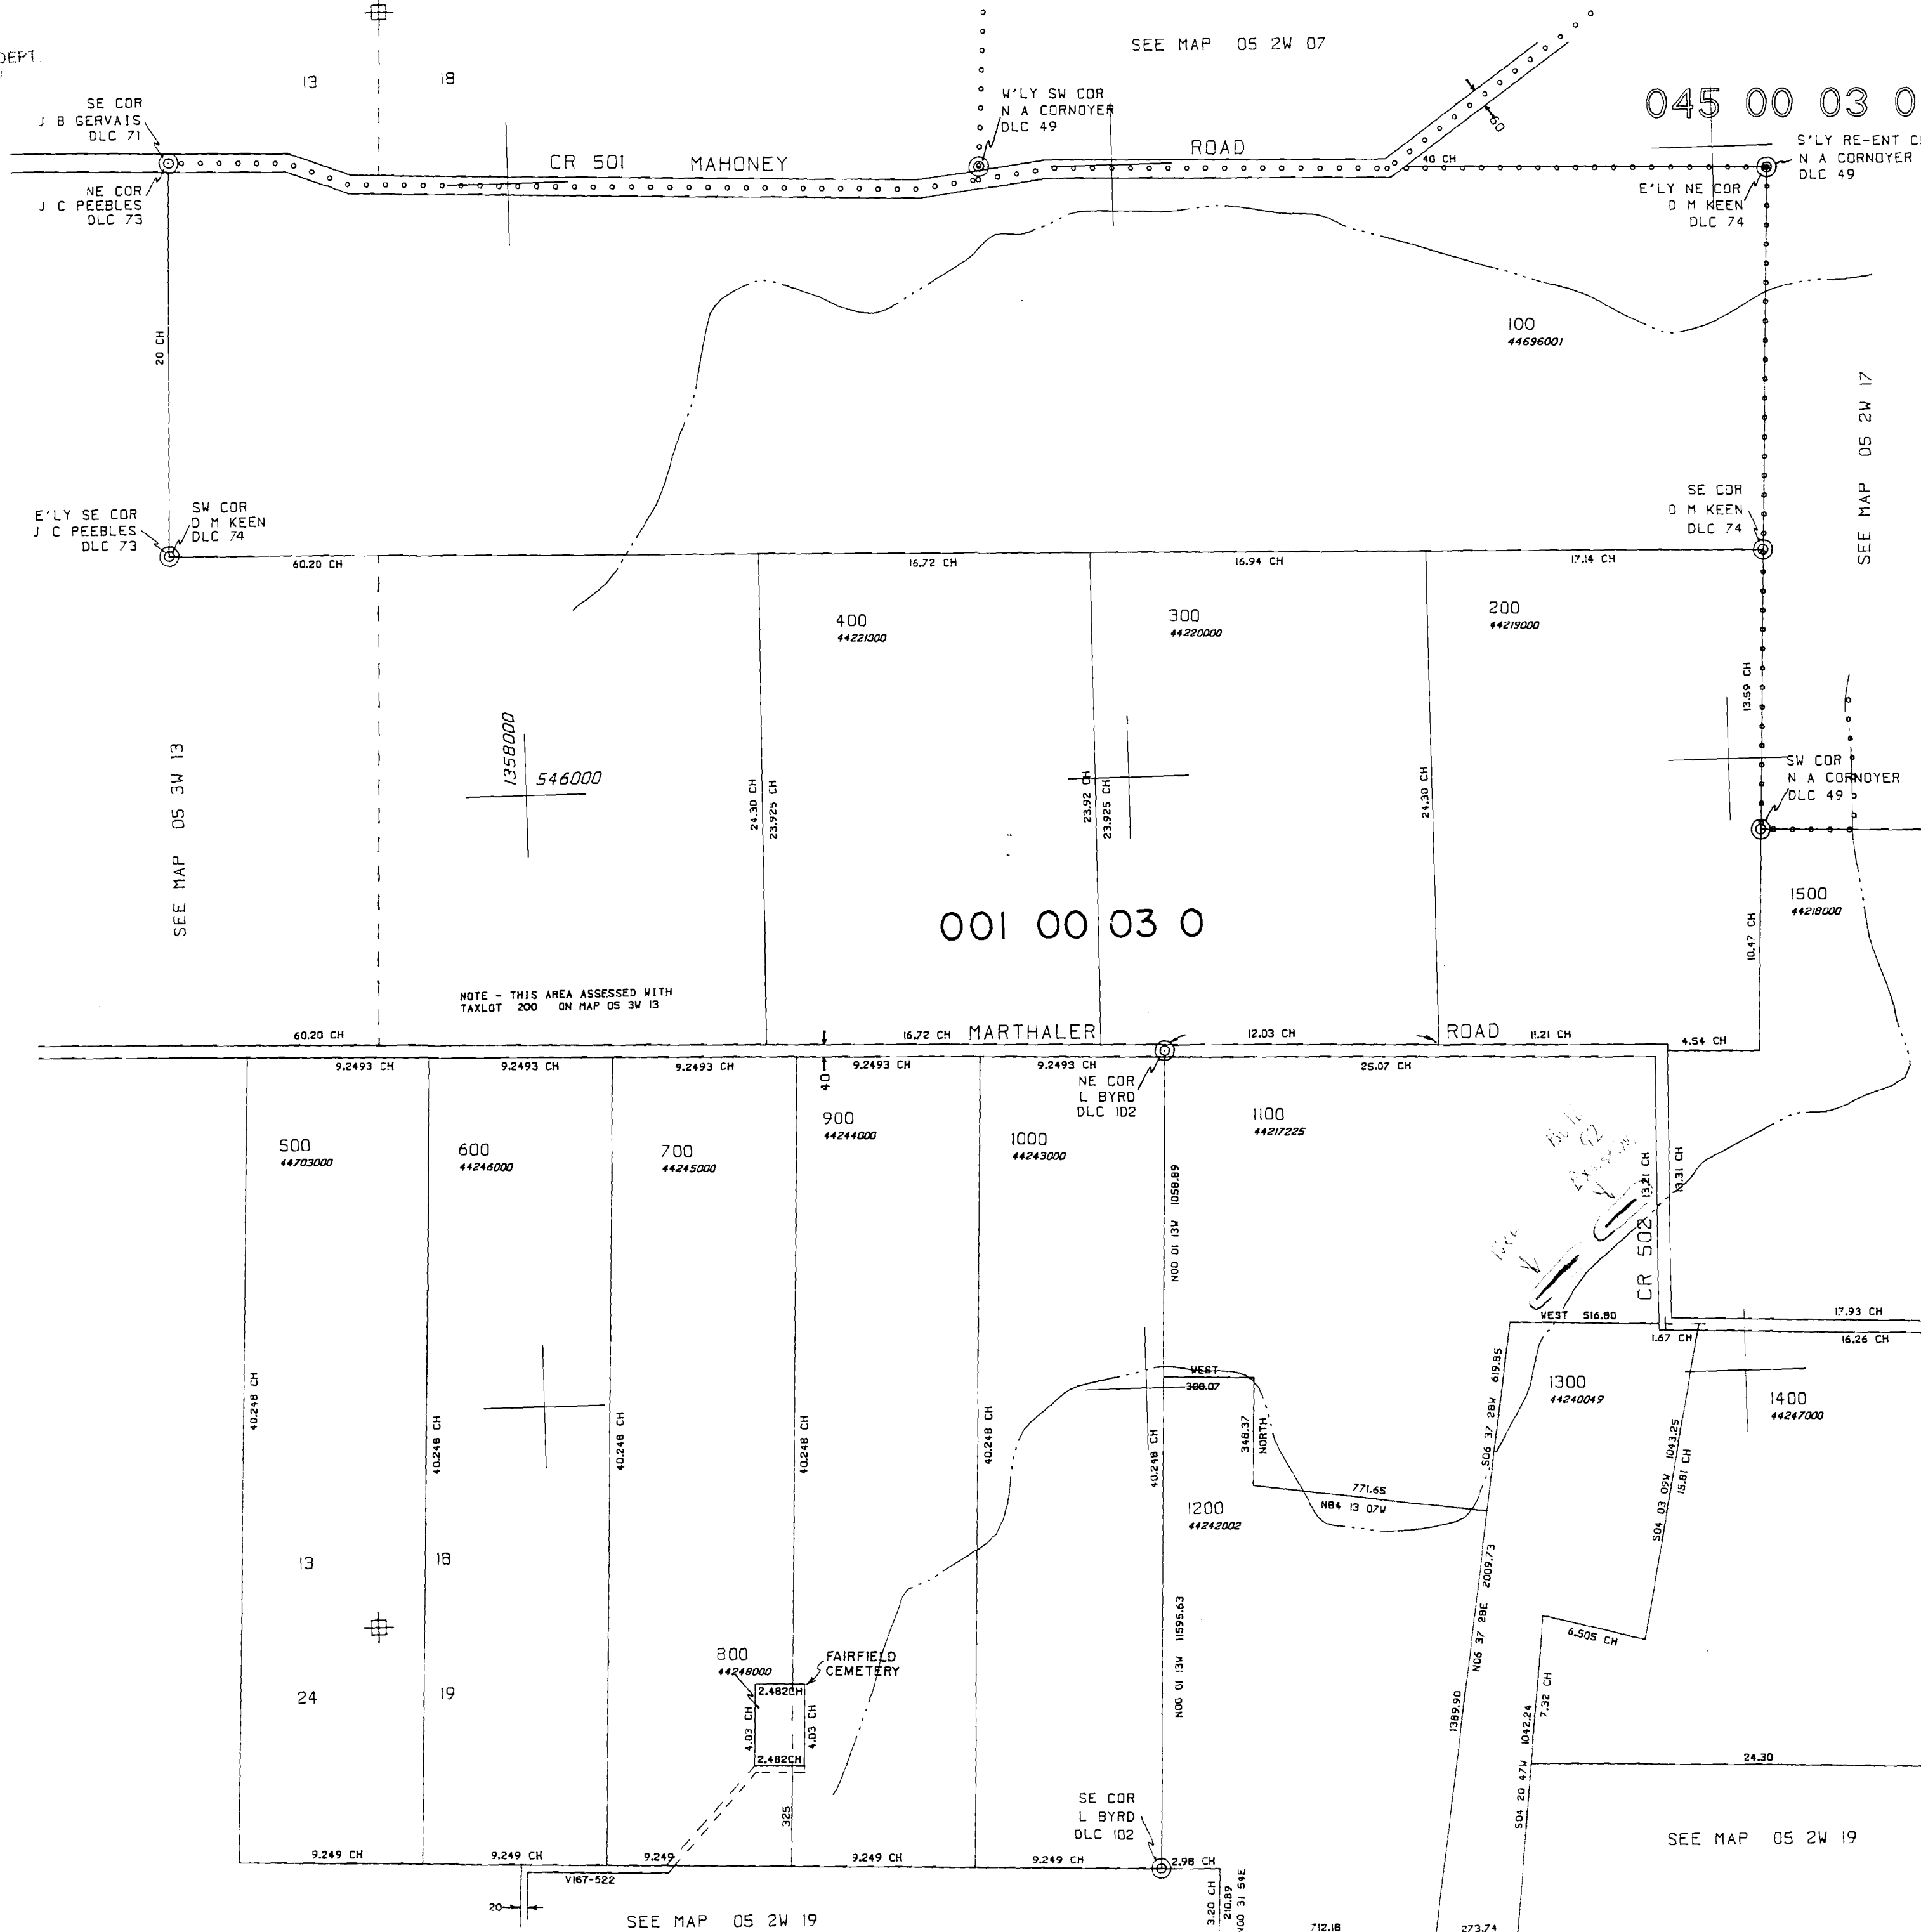 DEPT
SEE MAP 05 2W 07
13
18
SE COR
J B GERVAIS
DLC 71
W'LY SW COR
N A CORNOYER
DLC 49
045 00 03 0
60
CR 501 MAHONEY ROAD
40 CH
S'LY RE-ENT C
N A CORNOYER
DLC 49
NE COR
J C PEEBLES
DLC 73
E'LY NE COR
D M KEEN
DLC 74
20 CH
100
44696001
SEE MAP 05 2W 17
E'LY SE COR
J C PEEBLES
DLC 73
SW COR
D M KEEN
DLC 74
SE COR
D M KEEN
DLC 74
60.20 CH
16.72 CH
16.94 CH
17.14 CH
400
44221000
300
44220000
200
44219000
13.59 CH
SEE MAP 05 3W 13
1358000
546000
24.30 CH
23.925 CH
23.92 CH
23.925 CH
24.30 CH
SW COR
N A CORNOYER
DLC 49
1500
44218000
10.47 CH
001 00 03 0
NOTE - THIS AREA ASSESSED WITH
TAXLOT 200 ON MAP 05 3W 13
60.20 CH
16.72 CH
MARTHALER ROAD
12.03 CH
11.21 CH
4.54 CH
9.2493 CH
9.2493 CH
9.2493 CH
40
9.2493 CH
9.2493 CH
25.07 CH
NE COR
L BYRD
DLC 102
500
44703000
600
44246000
700
44245000
900
44244000
1000
44243000
1100
44217225
N00 01 13W 1058.89
13.21 CH
13.31 CH
CR 502
WEST 516.80
17.93 CH
1.67 CH
16.26 CH
40.248 CH
40.248 CH
40.248 CH
40.248 CH
40.248 CH
40.248 CH
WEST
300.07
348.37
NORTH
771.65
N84 13 07W
S06 37 28W 619.85
1300
44240049
1400
44247000
S04 03 09W 1043.25
15.81 CH
1200
44242002
13
18
24
19
N00 01 13W 11595.63
N06 37 28E 2009.73
1389.90
6.505 CH
7.32 CH
S04 20 47W 1042.24
24.30
800
44248000
FAIRFIELD
CEMETERY
2.482CH
4.03 CH
4.03 CH
2.482CH
325
SE COR
L BYRD
DLC 102
SEE MAP 05 2W 19
9.249 CH
9.249 CH
9.249
9.249 CH
9.249 CH
2.98 CH
V167-522
20
3.20 CH
210.89
N00 31 54E
SEE MAP 05 2W 19
712.18
273.74